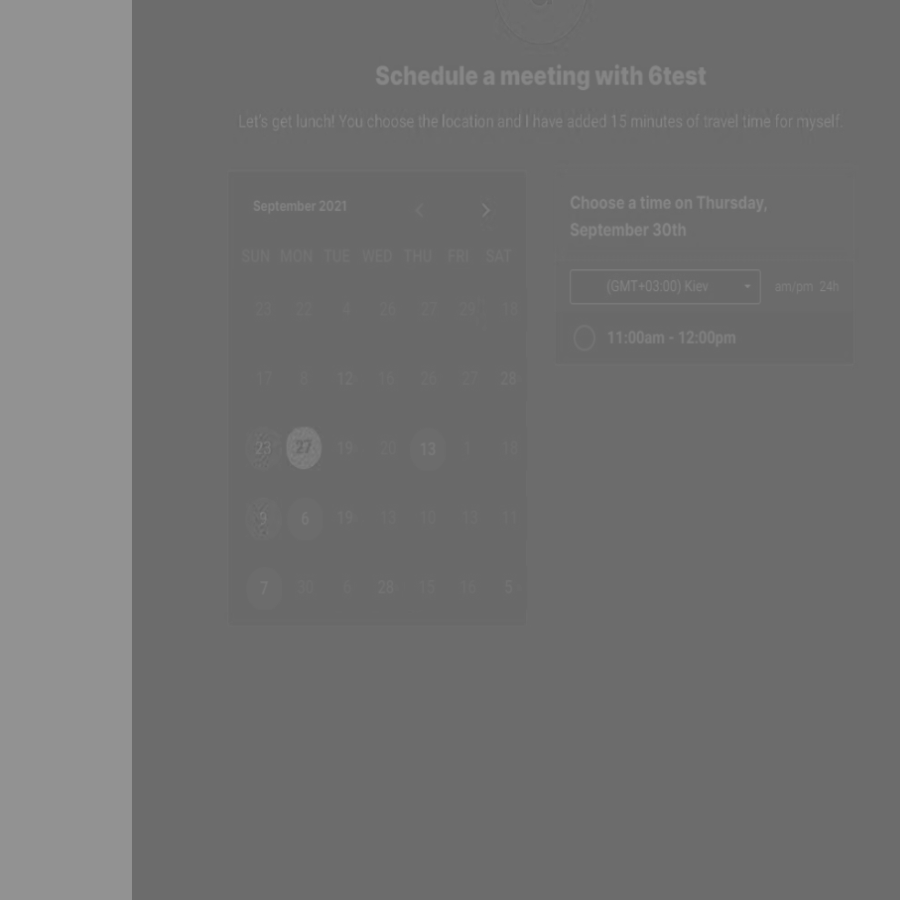 Schedule a meeting with 6test
Let's get lunch! You choose the location and I have added 15 minutes of travel time for myself.
September 2021
SUN MON TUE WED THU FRI SAT
23 22 4 26 22 29 18
17 8 12 16 26 27 28
23 27 19 20 13 1 18
9 6 19 13 10 13 11
7 30 6 28 15 16 5
Choose a time on Thursday,
September 30th
(GMT+03:00) Kiev am/pm 24h
11:00am - 12:00pm